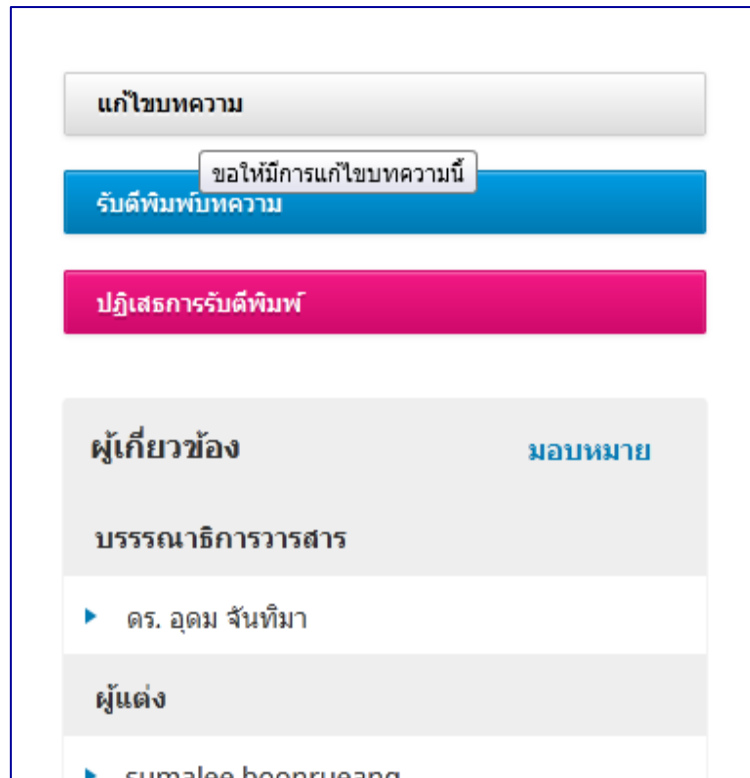 แก้ไขบทความ
ขอให้มีการแก้ไขบทความนี้
รับตีพิมพ์บทความ
ปฏิเสธการรับตีพิมพ์
ผู้เกี่ยวข้อง มอบหมาย
บรรรณาธิการวารสาร
ดร. อุดม จันทิมา
ผู้แต่ง
sumalee boonrueang